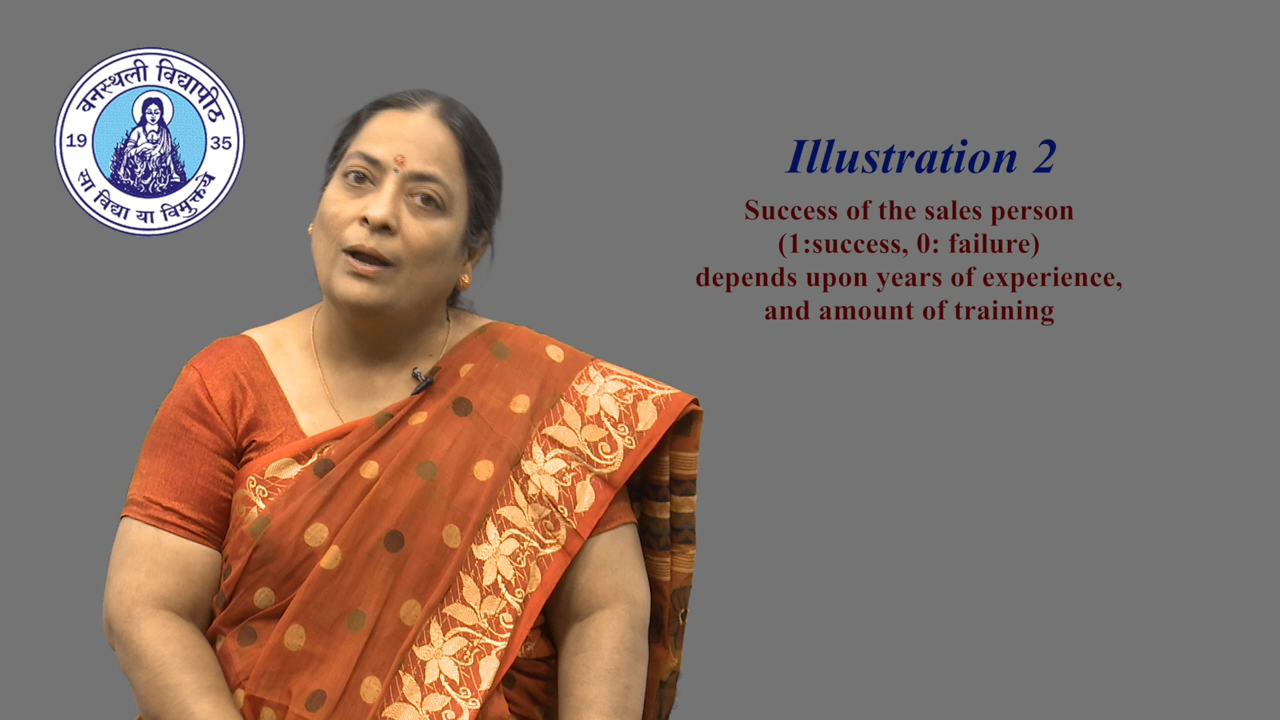 वनस्थली विद्यापीठ
19 35
सा विद्या या विमुक्तये
Illustration 2
Success of the sales person
(1:success, 0: failure)
depends upon years of experience,
and amount of training